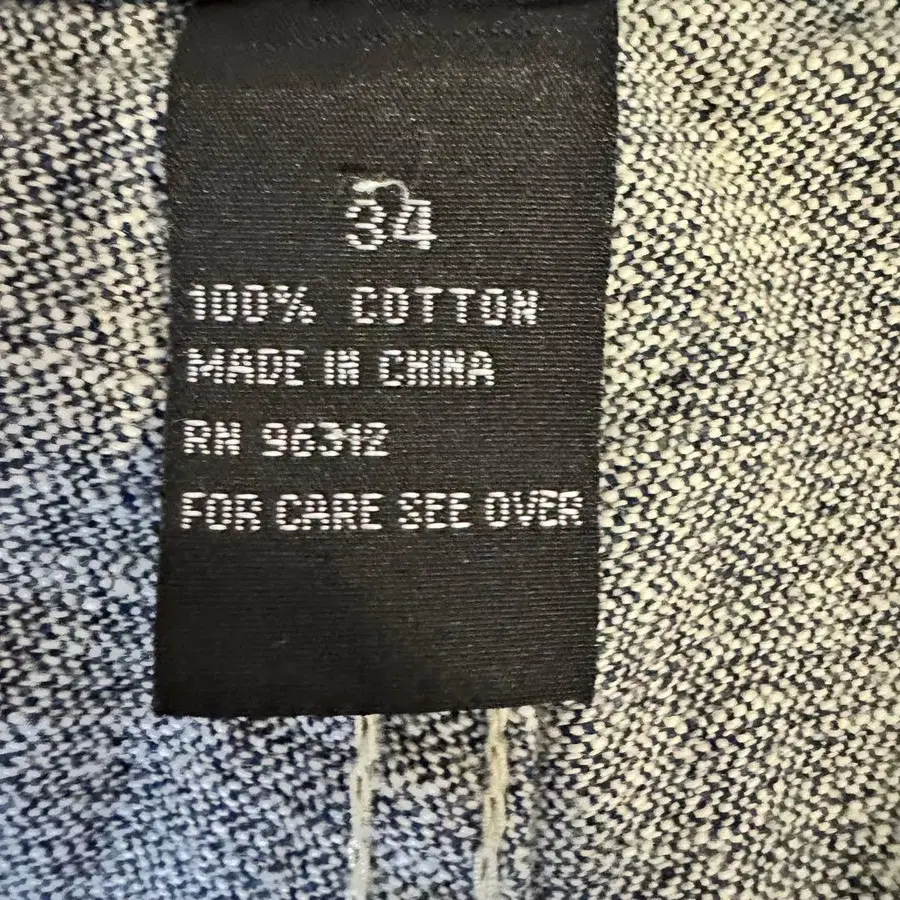 34
100% COTTON
MADE IN CHINA
RN 96312
FOR CARE SEE OVER